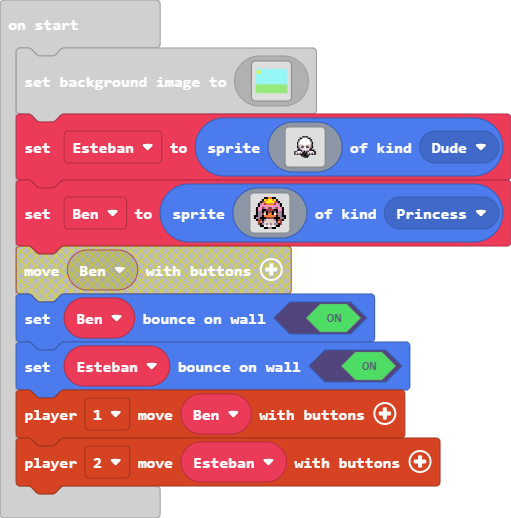 on start
set background image to
set Esteban to sprite of kind Dude
set Ben to sprite of kind Princess
move Ben with buttons
set Ben bounce on wall ON
set Esteban bounce on wall ON
player 1 move Ben with buttons
player 2 move Esteban with buttons